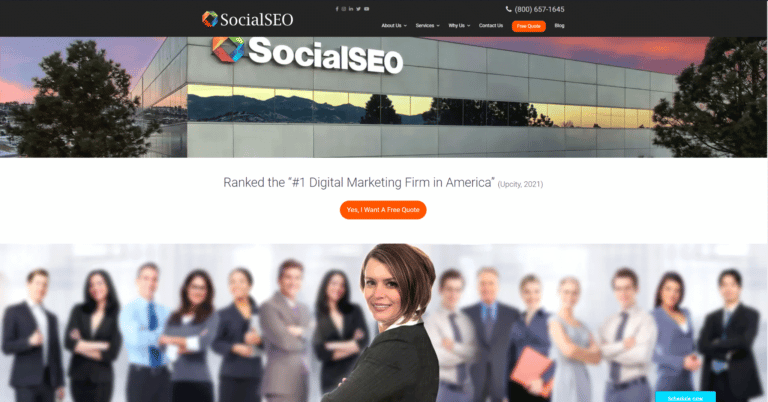 SocialSEO
(800) 657-1645
About Us
Services
Why Us
Contact Us
Free Quote
Blog
SocialSEO
Ranked the “#1 Digital Marketing Firm in America” (Upcity, 2021)
Yes, I Want A Free Quote
Schedule now